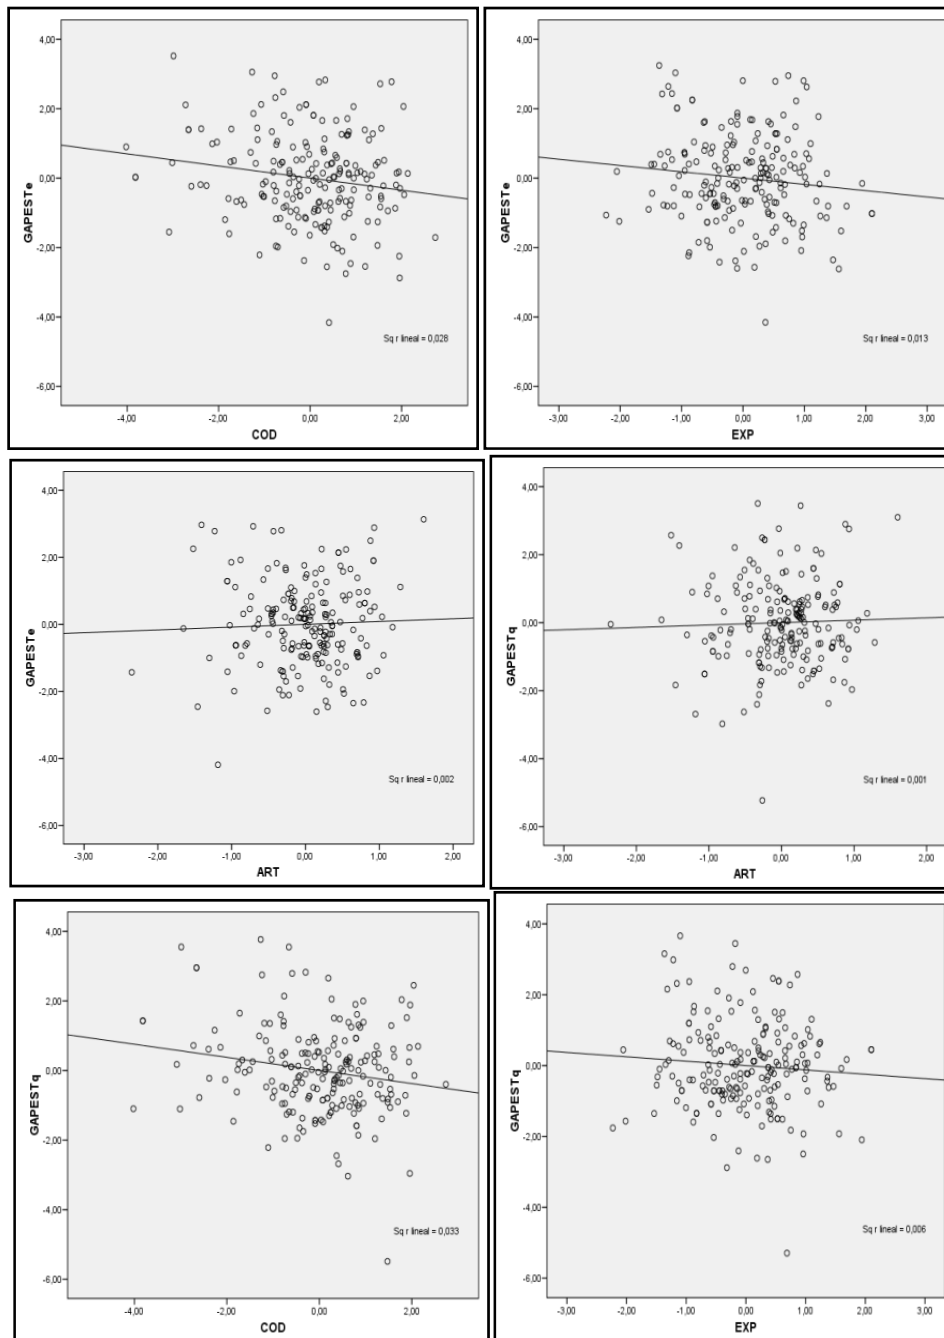 4,00
2,00
0,00
-2,00
-4,00
-6,00
GAPESTe
Sq r lineal = 0,028
-4,00 -2,00 0,00 2,00
COD
4,00
2,00
0,00
-2,00
-4,00
-6,00
GAPESTe
Sq r lineal = 0,013
-3,00 -2,00 -1,00 0,00 1,00 2,00 3,00
EXP
4,00
2,00
0,00
-2,00
-4,00
-6,00
GAPESTe
Sq r lineal = 0,002
-3,00 -2,00 -1,00 0,00 1,00 2,00
ART
4,00
2,00
0,00
-2,00
-4,00
-6,00
GAPESTq
Sq r lineal = 0,001
-3,00 -2,00 -1,00 0,00 1,00 2,00
ART
4,00
2,00
0,00
-2,00
-4,00
-6,00
GAPESTq
Sq r lineal = 0,033
-4,00 -2,00 0,00 2,00
COD
4,00
2,00
0,00
-2,00
-4,00
-6,00
GAPESTq
Sq r lineal = 0,006
-3,00 -2,00 -1,00 0,00 1,00 2,00 3,00
EXP